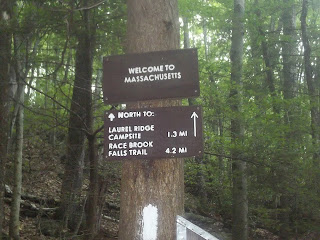 WELCOME TO
MASSACHUSETTS
NORTH TO:
LAUREL RIDGE
CAMPSITE 1.3 MI
RACE BROOK
FALLS TRAIL 4.2 MI